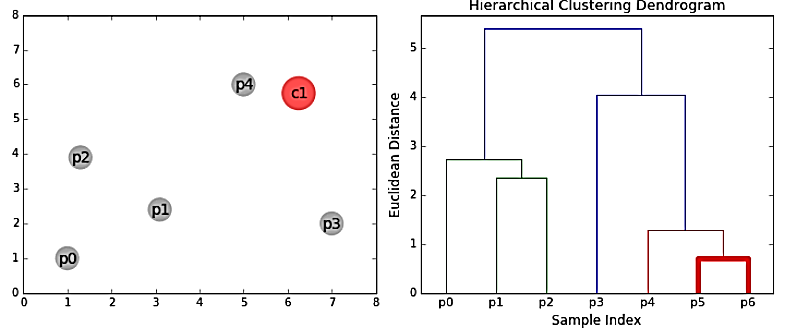 Hierarchical Clustering Dendrogram
8
7
6
5
4
3
2
1
0
p4
c1
p2
p1
p3
p0
0 1 2 3 4 5 6 7 8
Euclidean Distance
5
4
3
2
1
0
p0 p1 p2 p3 p4 p5 p6
Sample Index